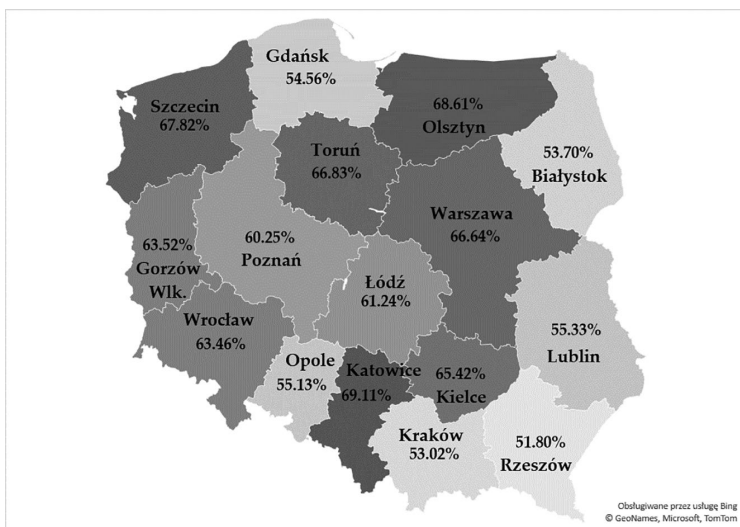 Gdańsk
54.56%
Szczecin
67.82%
68.61%
Olsztyn
Toruń
66.83%
53.70%
Białystok
Warszawa
66.64%
63.52%
Gorzów
Wlk.
60.25%
Poznań
Łódź
61.24%
Wrocław
63.46%
55.33%
Lublin
Opole
55.13%
Katowice
69.11%
65.42%
Kielce
Kraków
53.02%
51.80%
Rzeszów
Obsługiwane przez usługę Bing
© GeoNames, Microsoft, TomTom